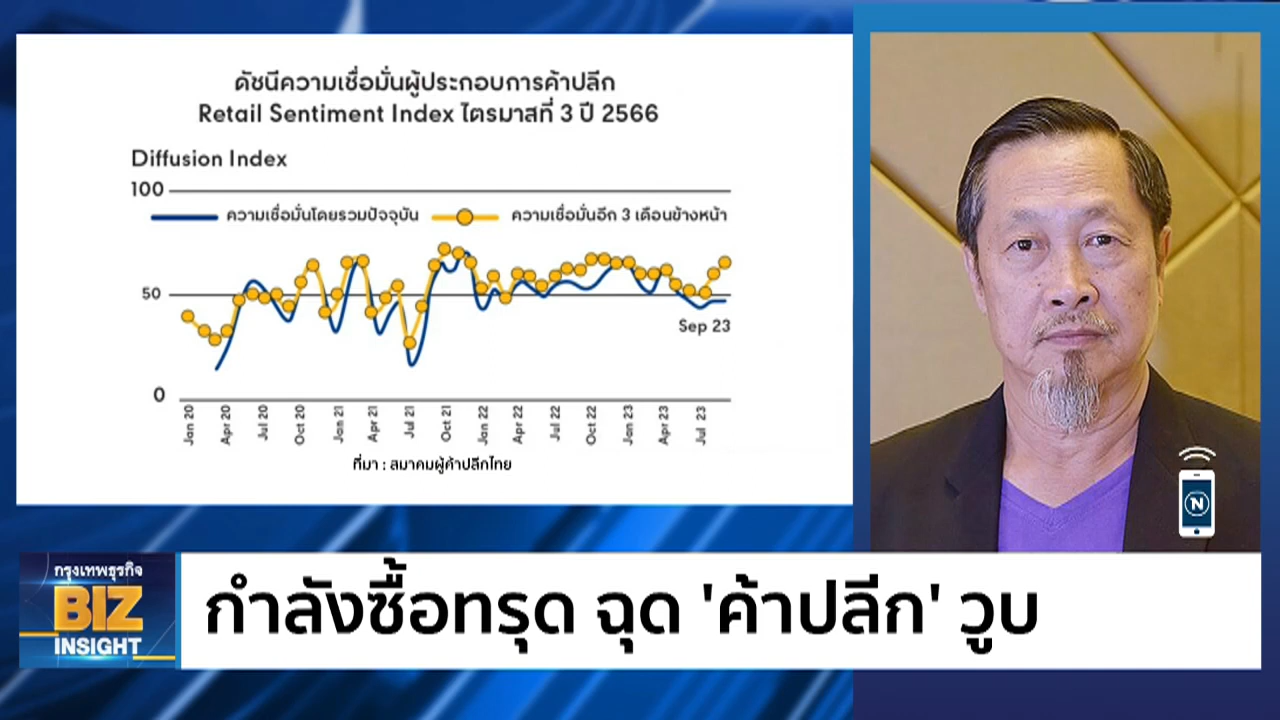 ดัชนีความเชื่อมั่นผู้ประกอบการค้าปลีก
Retail Sentiment Index ไตรมาสที่ 3 ปี 2566
Diffusion Index
100
ความเชื่อมั่นโดยรวมปัจจุบัน ความเชื่อมั่นอีก 3 เดือนข้างหน้า
50
Sep 23
0
Jan 20 Apr 20 Jul 20 Oct 20 Jan 21 Apr 21 Jul 21 Oct 21 Jan 22 Apr 22 Jul 22 Oct 22 Jan 23 Apr 23 Jul 23
ที่มา : สมาคมผู้ค้าปลีกไทย
N
กรุงเทพธุรกิจ
BIZ
INSIGHT
กำลังซื้อทรุด ฉุด 'ค้าปลีก' วูบ